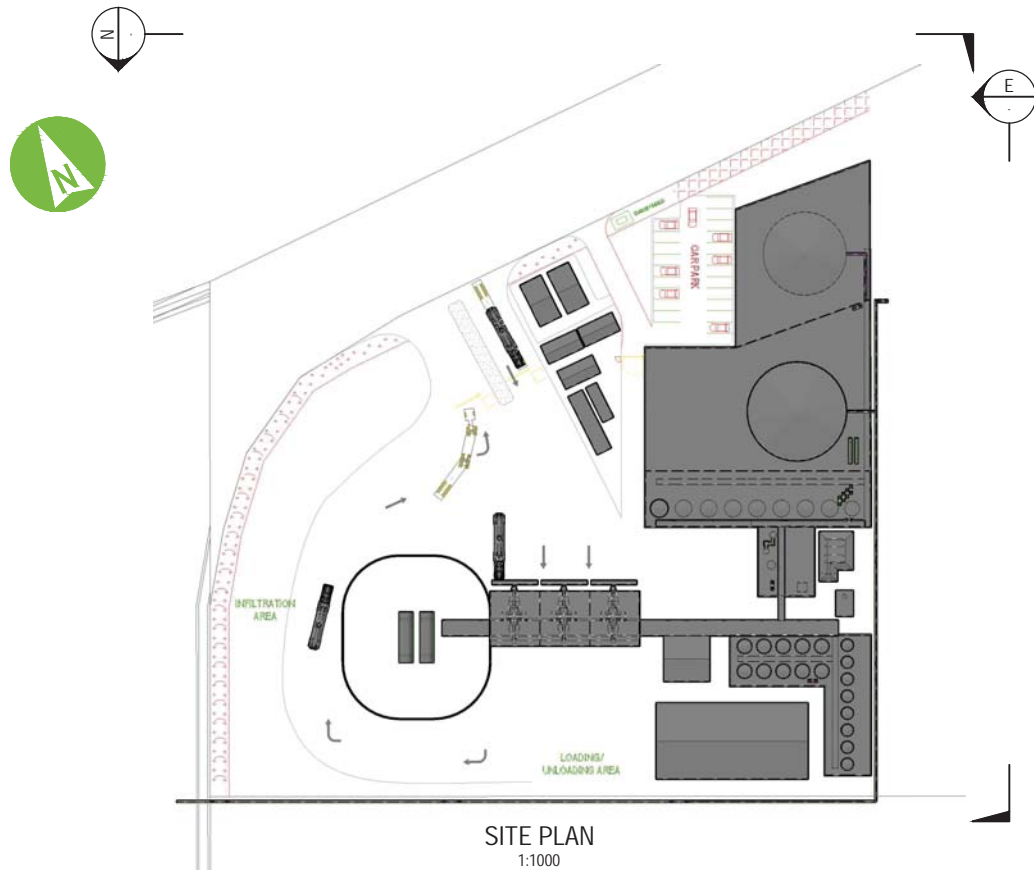 N
E
N
CAR PARK
INFILTRATION
AREA
LOADING/
UNLOADING AREA
SITE PLAN
1:1000